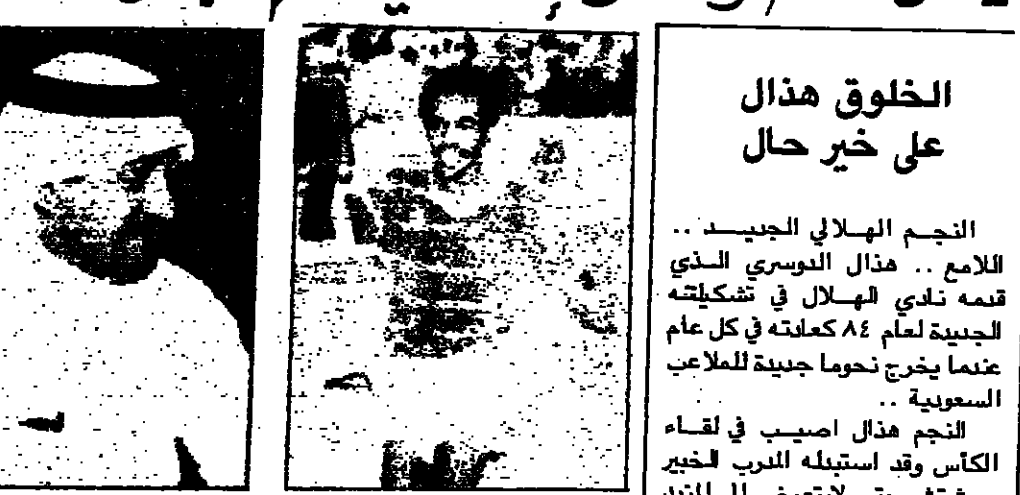 الخلوق هذال
على خير حال
النجم الهلالي الجديد ..
اللامع .. هذال الدوسري الذي
قدمه نادي الهلال في تشكيلته
الجديدة لعام ٨٤ كعادته في كل عام
عندما يخرج نحوما جديدة للملاعب
السعودية ..
النجم هذال اصيب في لقاء
الكأس وقد استبدله المدرب الخبير